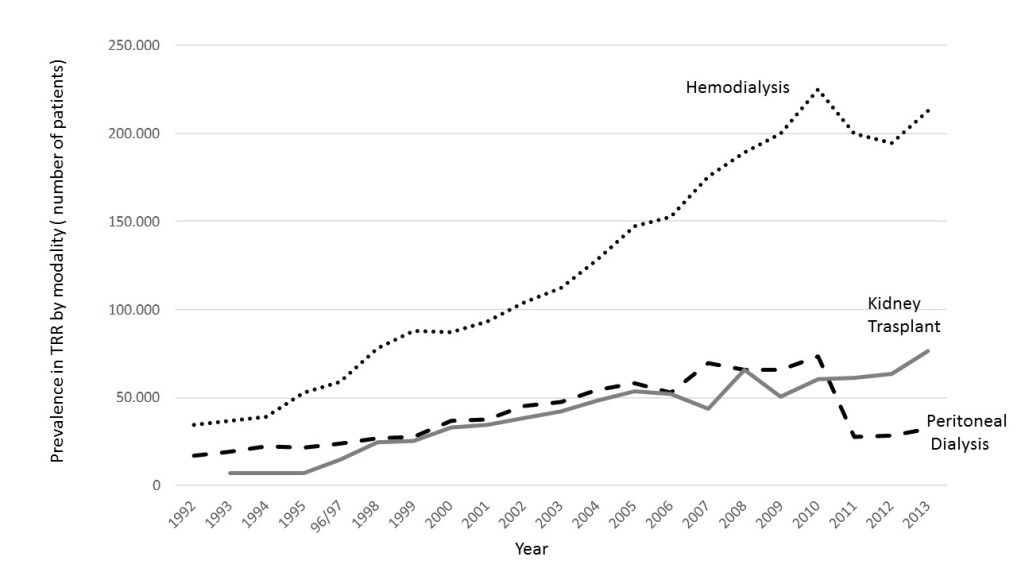 Prevalence in TRR by modality ( number of patients)
250.000
200.000
150.000
100.000
50.000
0
Hemodialysis
Kidney
Trasplant
Peritoneal
Dialysis
1992 1993 1994 1995 96/97 1998 1999 2000 2001 2002 2003 2004 2005 2006 2007 2008 2009 2010 2011 2012 2013
Year